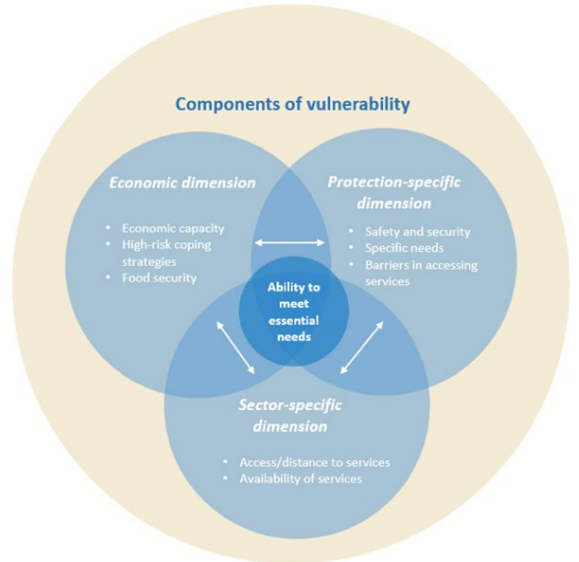 Components of vulnerability
Economic dimension
• Economic capacity
• High-risk coping
strategies
• Food security
Protection-specific
dimension
• Safety and security
• Specific needs
• Barriers in accessing
services
Ability to
meet
essential
needs
Sector-specific
dimension
• Access/distance to services
• Availability of services